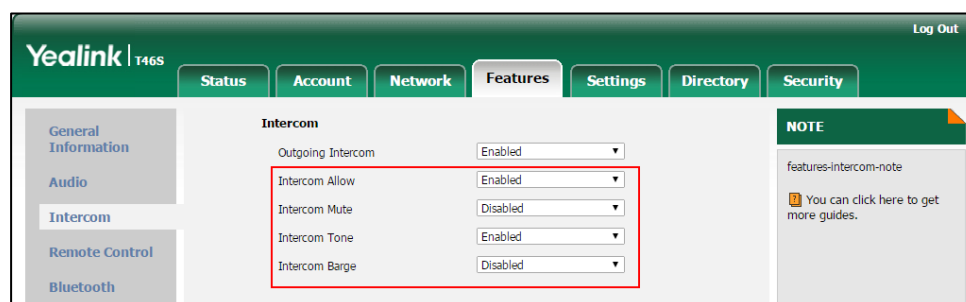 Log Out
Yealink | T46S
Status Account Network Features Settings Directory Security
General
Information
Audio
Intercom
Remote Control
Bluetooth
Intercom
Outgoing Intercom Enabled
Intercom Allow Enabled
Intercom Mute Disabled
Intercom Tone Enabled
Intercom Barge Disabled
NOTE
features-intercom-note
You can click here to get
more guides.